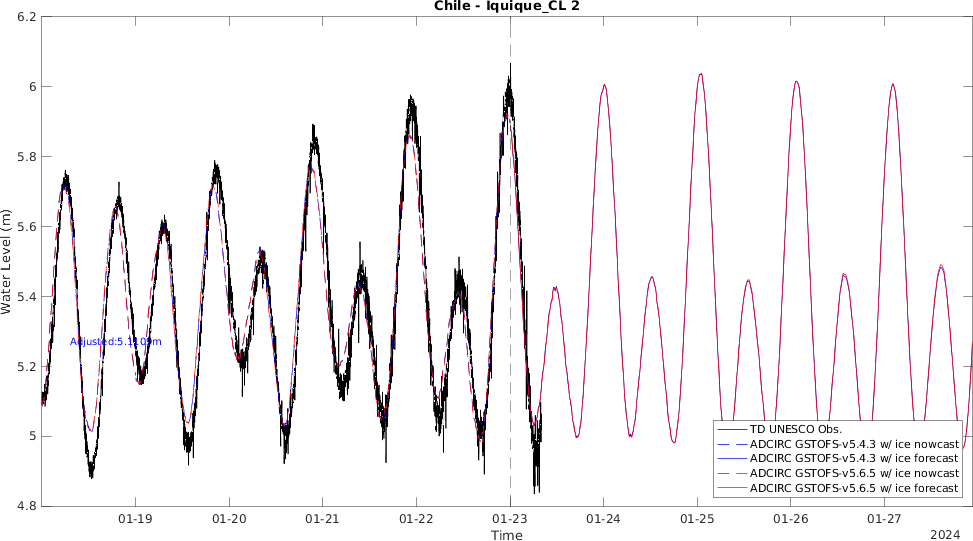 Chile - Iquique_CL 2
6.2
6
5.8
5.6
5.4
5.2
5
4.8
Water Level (m)
Adjusted:5.1109m
TD UNESCO Obs.
ADCIRC GSTOFS-v5.4.3 w/ ice nowcast
ADCIRC GSTOFS-v5.4.3 w/ ice forecast
ADCIRC GSTOFS-v5.6.5 w/ ice nowcast
ADCIRC GSTOFS-v5.6.5 w/ ice forecast
01-19 01-20 01-21 01-22 01-23 01-24 01-25 01-26 01-27
Time
2024